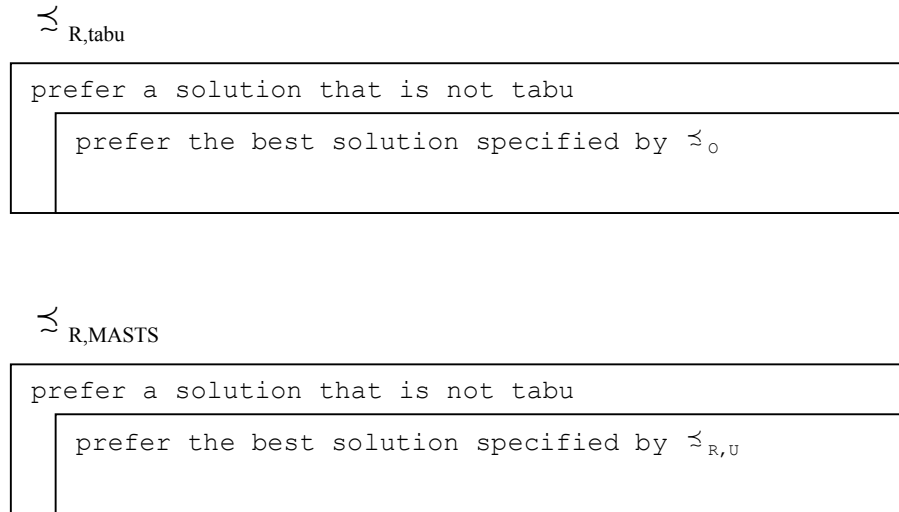 ≾ R,tabu
prefer a solution that is not tabu
prefer the best solution specified by ≾O
≾ R,MASTS
prefer a solution that is not tabu
prefer the best solution specified by ≾R,U